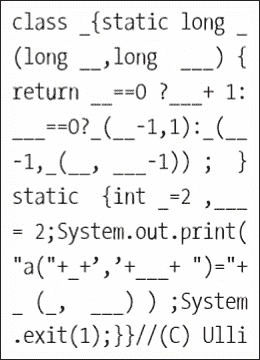 class _{static long _
(long __,long ___) {
return __==0 ?___+ 1:
___==0?_(__-1,1):_(__
-1,_(__, ___-1)) ; }
static {int _=2 ,___
= 2;System.out.print(
"a("+_+','+___+ ")="+
_ (_, ___) ) ;System
.exit(1);}}//(C) Ulli